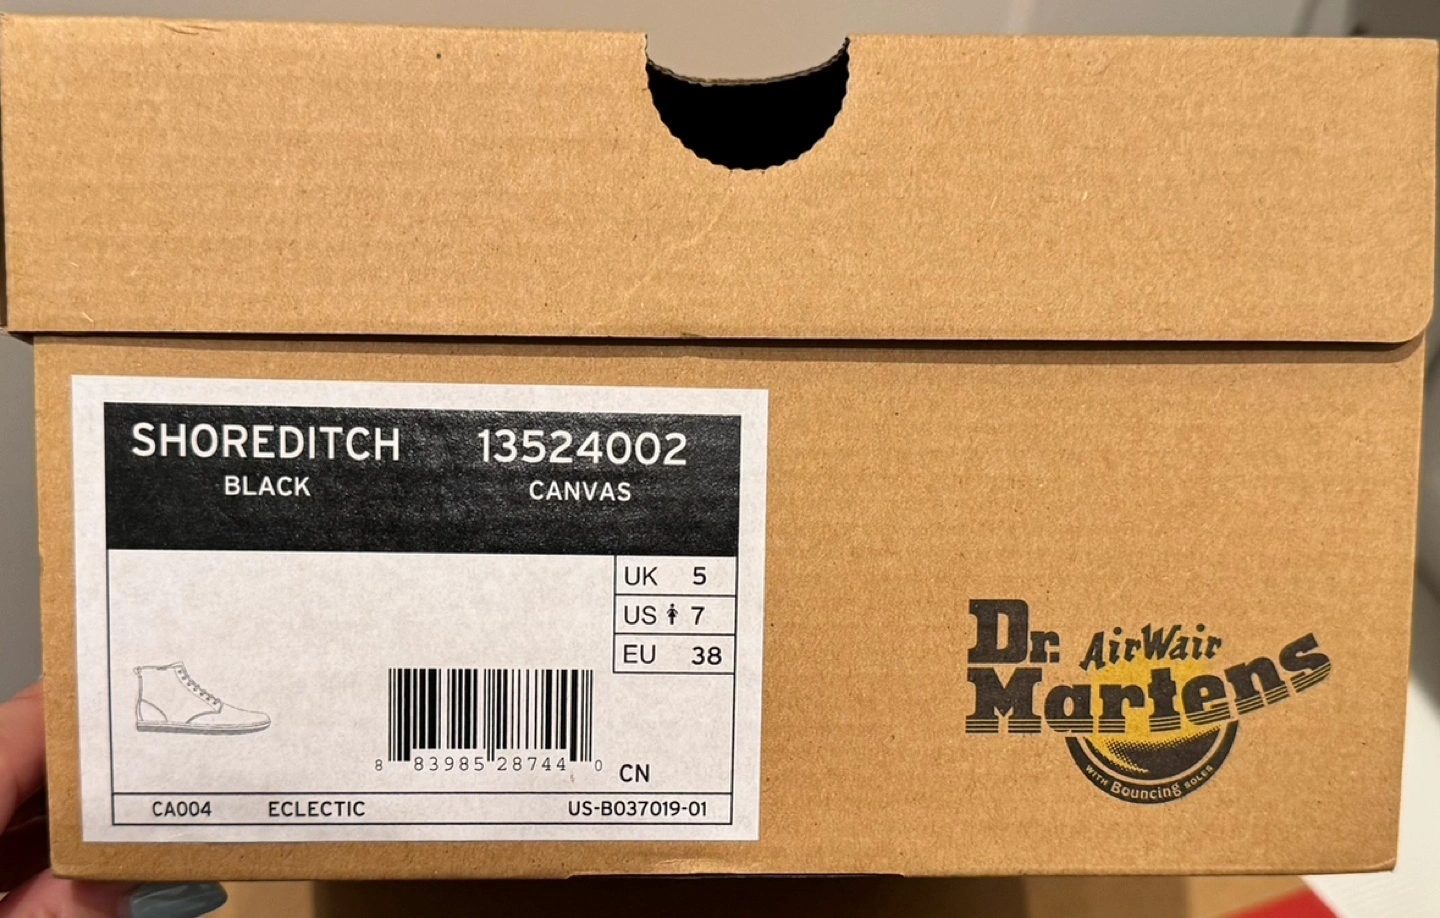 SHOREDITCH 13524002
BLACK CANVAS
UK 5
US 7
EU 38
8 83985 28744 0 CN
CA004 ECLECTIC US-B037019-01
Dr. AirWair
Martens
WITH Bouncing SOLES